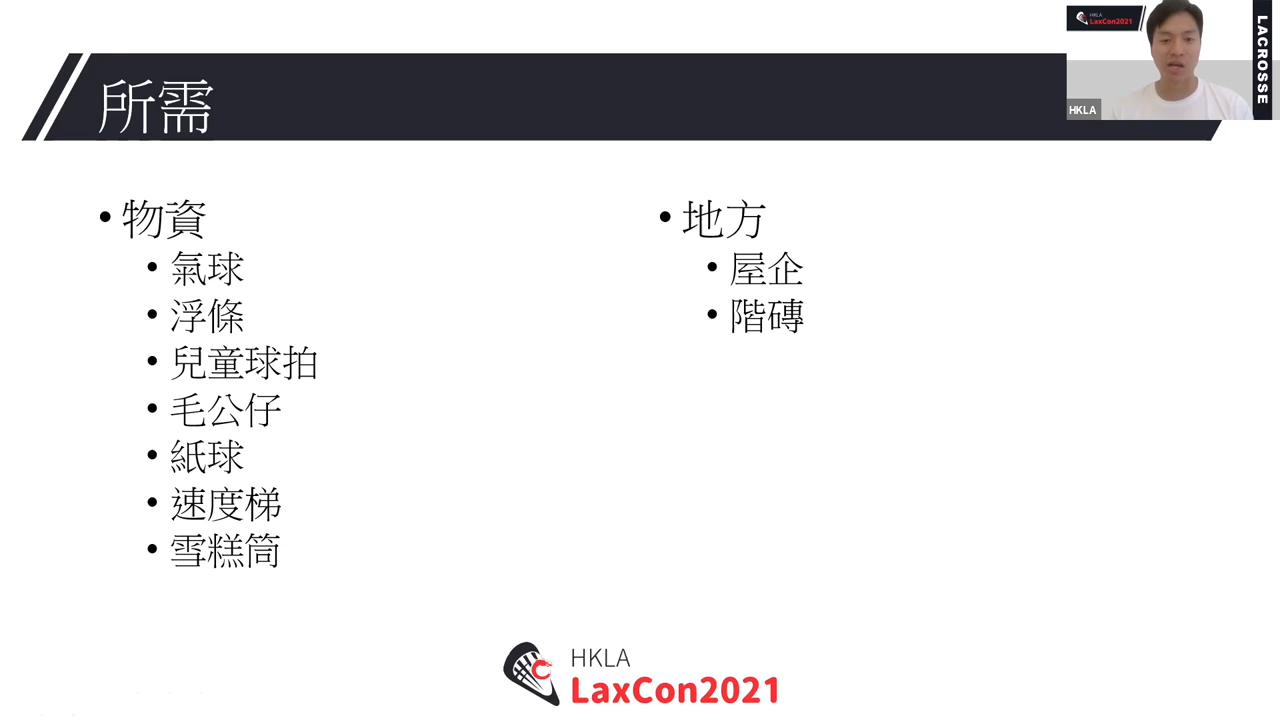 所需
• 物資
• 氣球
• 浮條
• 兒童球拍
• 毛公仔
• 紙球
• 速度梯
• 雪糕筒
• 地方
• 屋企
• 階磚
HKLA
LaxCon2021
HKLA
LaxCon2021
HKLA
LACROSSE